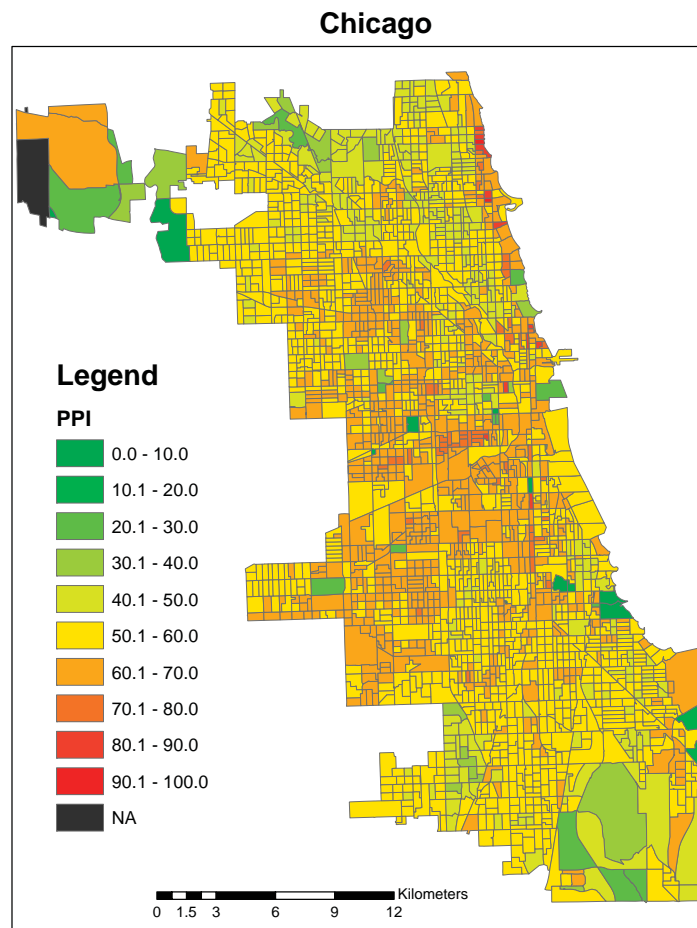 Chicago
Legend
PPI
0.0 - 10.0
10.1 - 20.0
20.1 - 30.0
30.1 - 40.0
40.1 - 50.0
50.1 - 60.0
60.1 - 70.0
70.1 - 80.0
80.1 - 90.0
90.1 - 100.0
NA
Kilometers
0 1.5 3 6 9 12